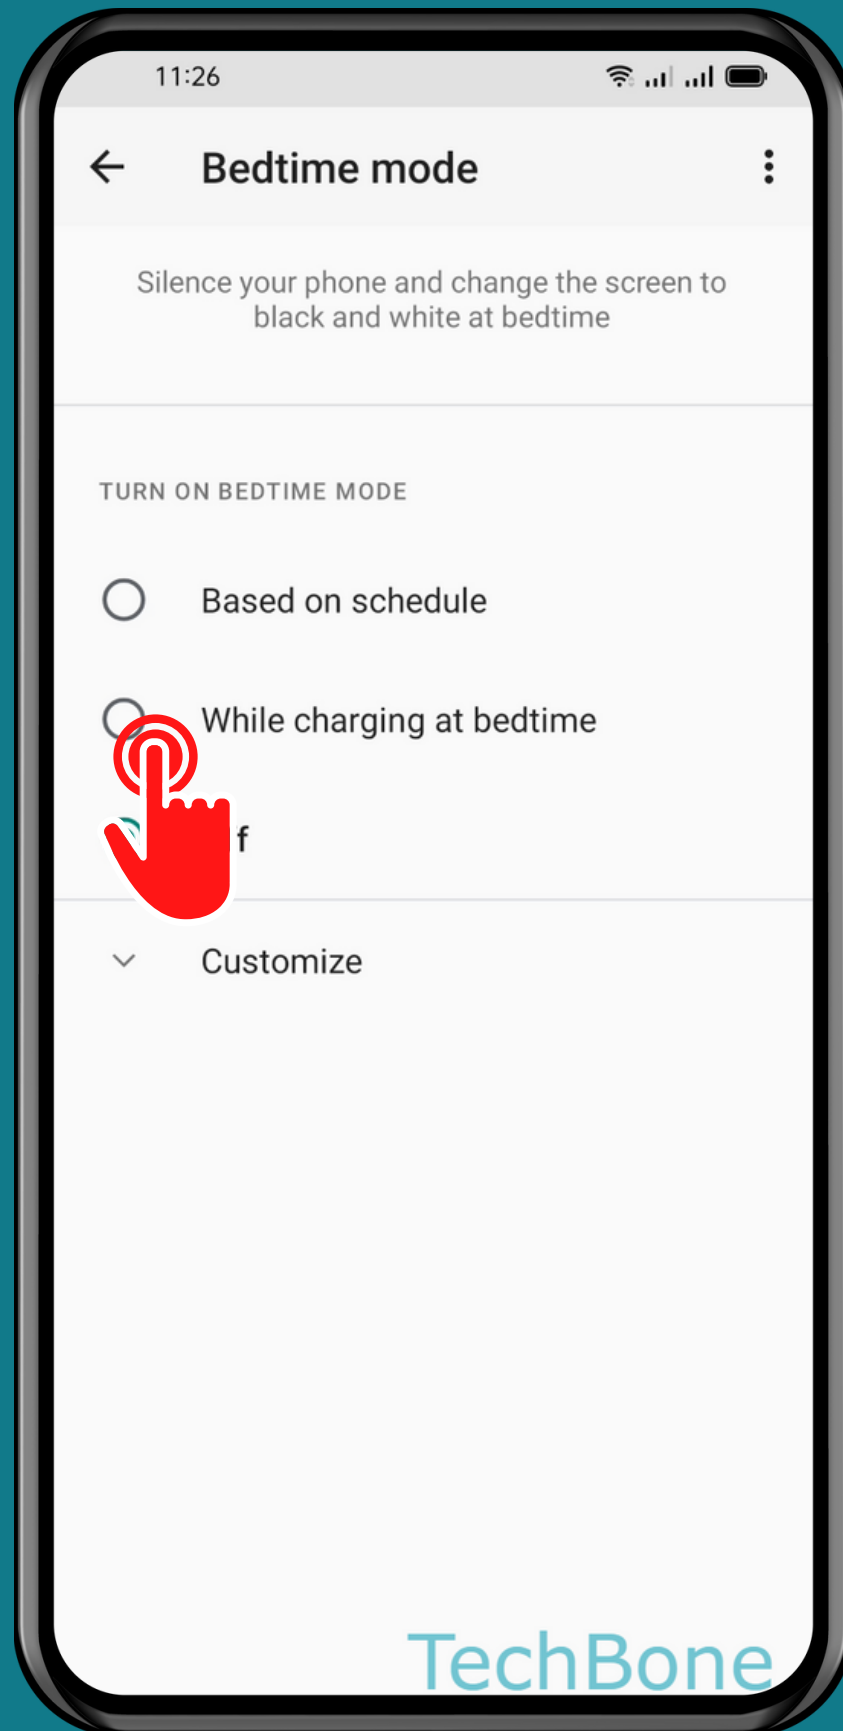 11:26
Bedtime mode
Silence your phone and change the screen to
black and white at bedtime
TURN ON BEDTIME MODE
Based on schedule
While charging at bedtime
f
Customize
TechBone